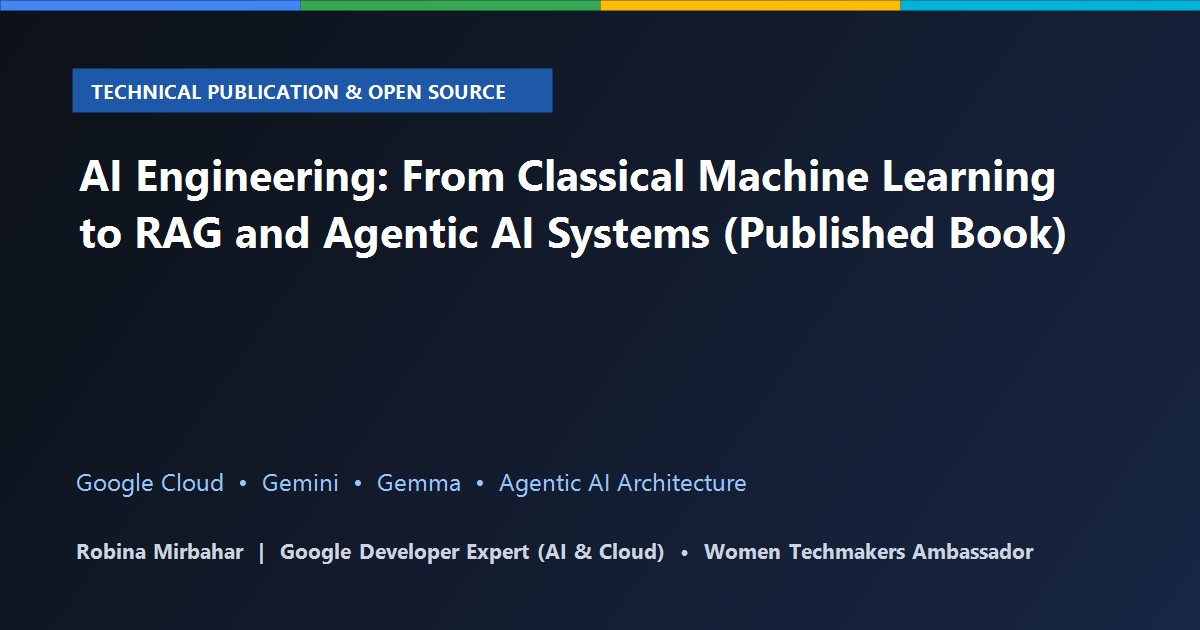 TECHNICAL PUBLICATION & OPEN SOURCE
AI Engineering: From Classical Machine Learning
to RAG and Agentic AI Systems (Published Book)
Google Cloud • Gemini • Gemma • Agentic AI Architecture
Robina Mirbahar | Google Developer Expert (AI & Cloud) • Women Techmakers Ambassador